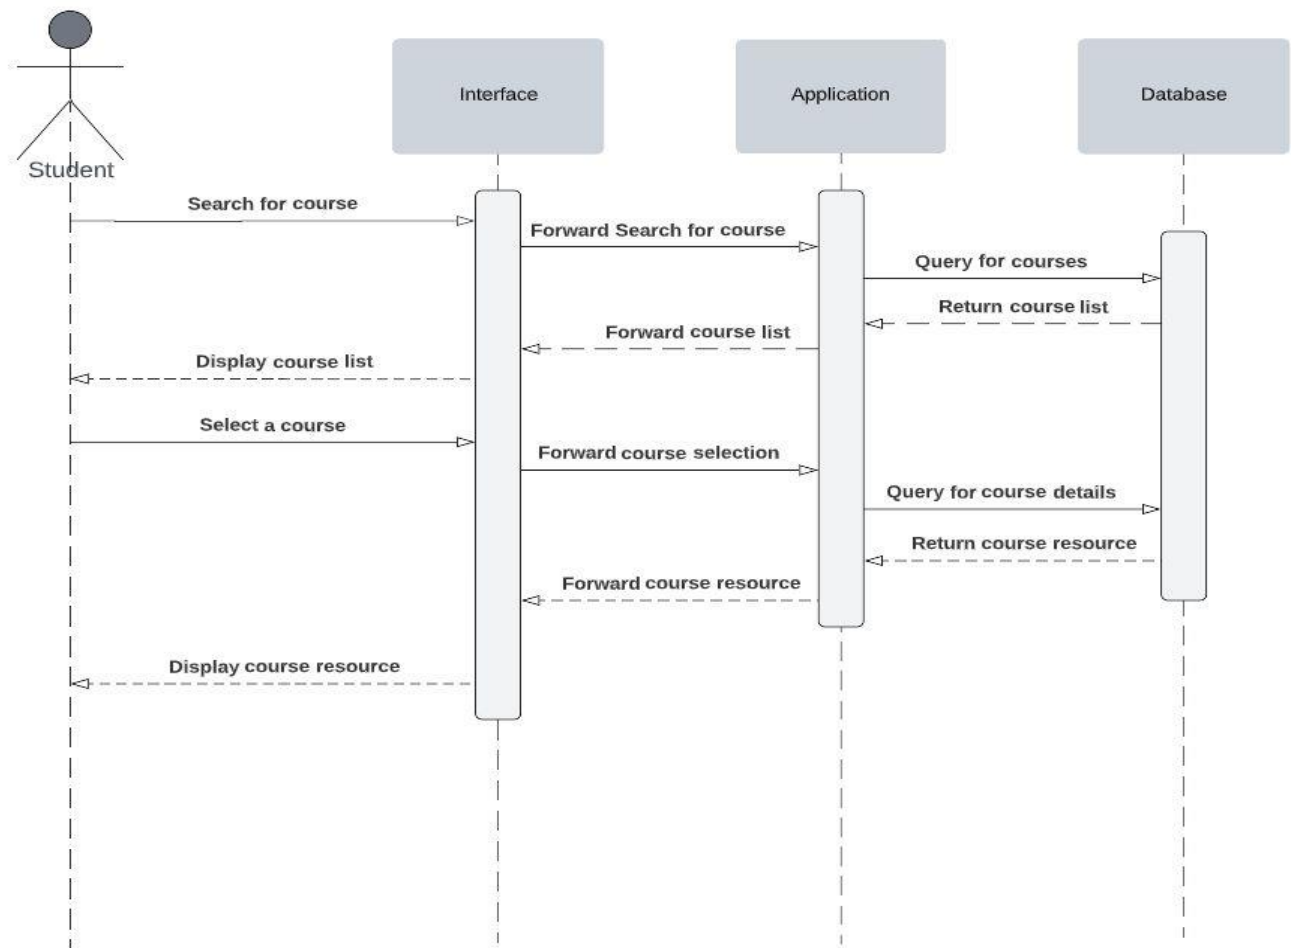 Interface
Application
Database
Student
Search for course
Forward Search for course
Query for courses
Return course list
Forward course list
Display course list
Select a course
Forward course selection
Query for course details
Return course resource
Forward course resource
Display course resource